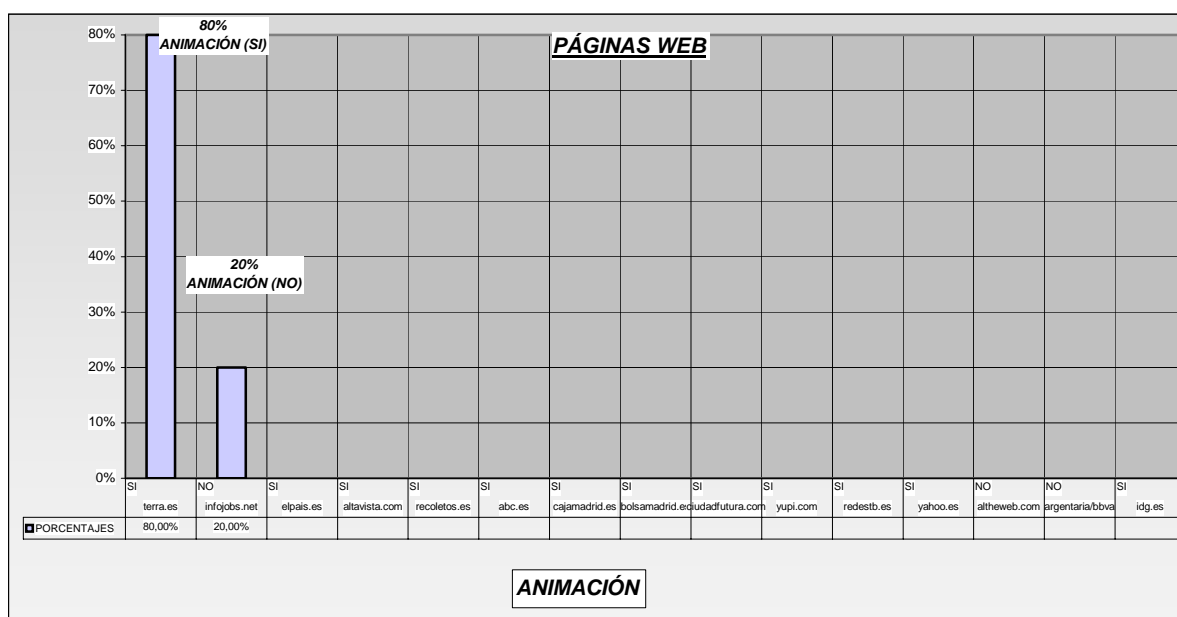 80%
ANIMACIÓN (SI)
PÁGINAS WEB
80%
70%
60%
50%
40%
30%
20%
10%
0%
20%
ANIMACIÓN (NO)
SI NO SI SI SI SI SI SI SI SI SI SI NO NO SI
terra.es infojobs.net elpais.es altavista.com recoletos.es abc.es cajamadrid.es bolsamadrid.ec ciudadfutura.com yupi.com redestb.es yahoo.es altheweb.com argentaria/bbva idg.es
PORCENTAJES 80,00% 20,00%
ANIMACIÓN